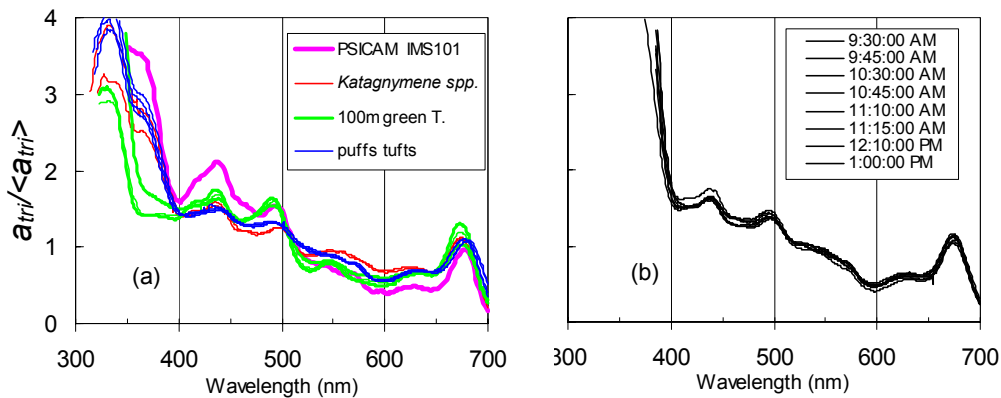 4
3
2
1
0
a_tri/<a_tri>
PSICAM IMS101
Katagnymene spp.
100m green T.
puffs tufts
(a)
300 400 500 600 700
Wavelength (nm)
9:30:00 AM
9:45:00 AM
10:30:00 AM
10:45:00 AM
11:10:00 AM
11:15:00 AM
12:10:00 PM
1:00:00 PM
(b)
300 400 500 600 700
Wavelength (nm)